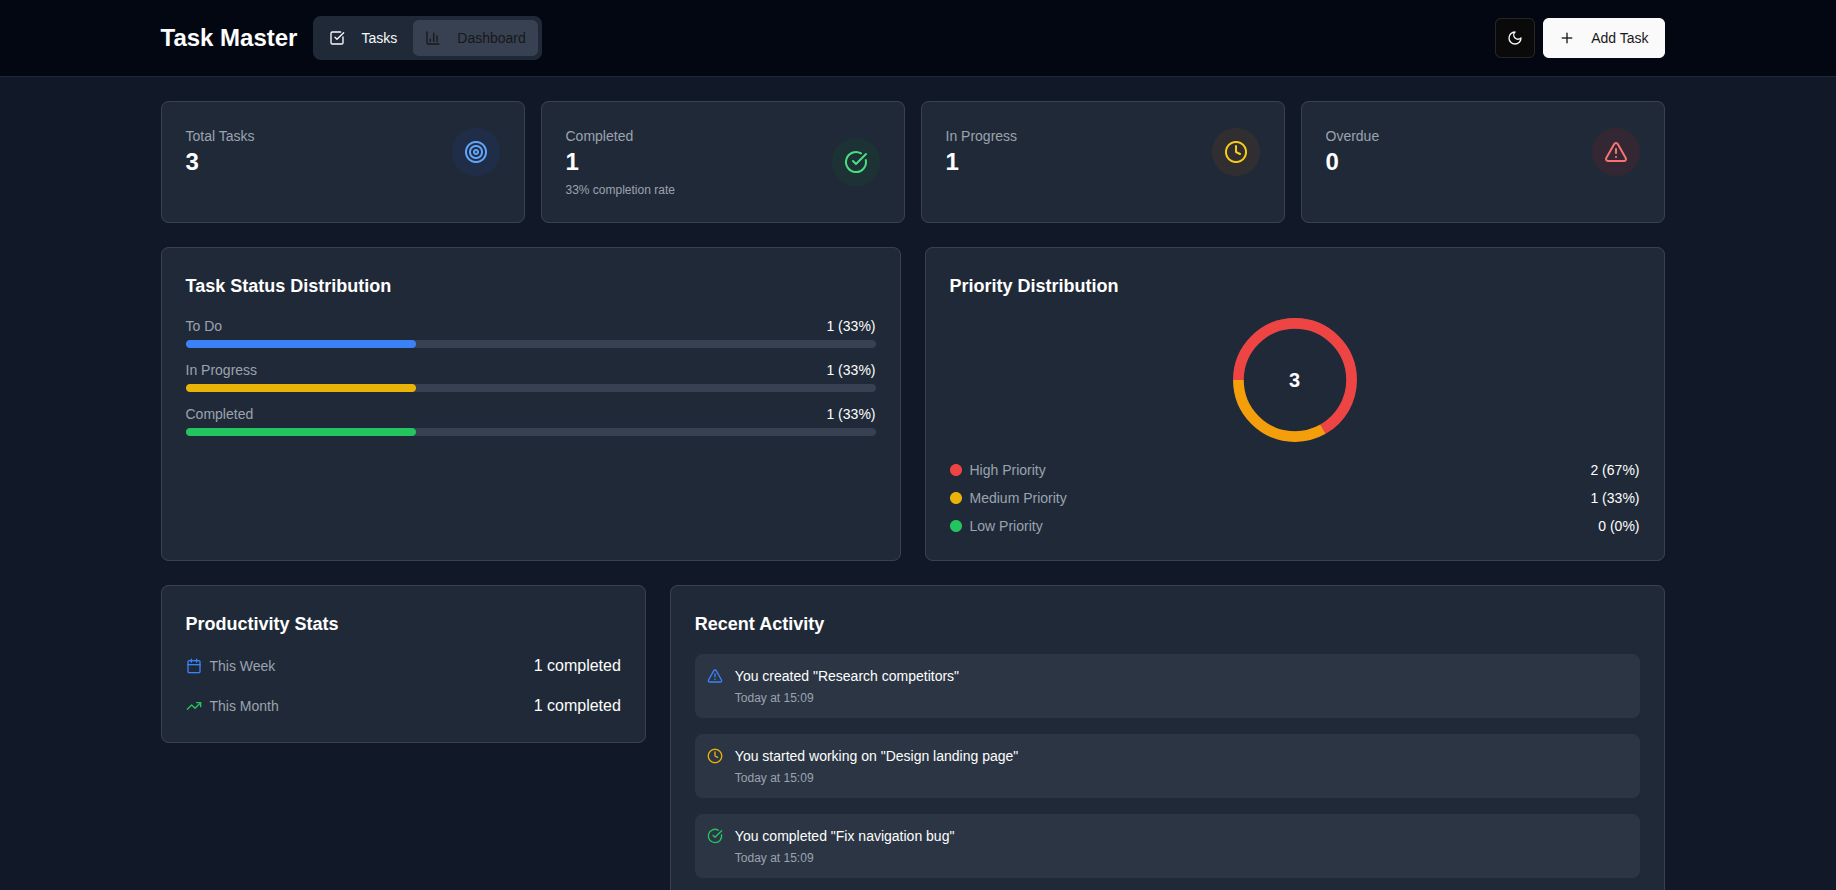 Task Master
Tasks
Dashboard
Add Task
Total Tasks
3
Completed
1
33% completion rate
In Progress
1
Overdue
0
Task Status Distribution
To Do 1 (33%)
In Progress 1 (33%)
Completed 1 (33%)
Priority Distribution
3
High Priority 2 (67%)
Medium Priority 1 (33%)
Low Priority 0 (0%)
Productivity Stats
This Week 1 completed
This Month 1 completed
Recent Activity
You created "Research competitors"
Today at 15:09
You started working on "Design landing page"
Today at 15:09
You completed "Fix navigation bug"
Today at 15:09